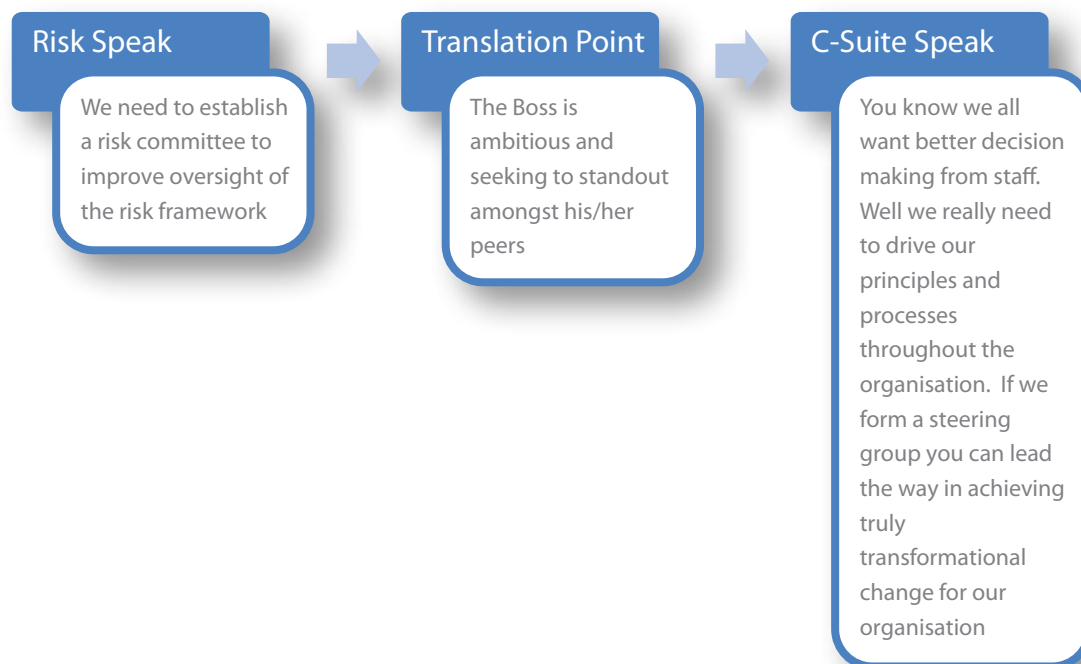 Risk Speak
We need to establish
a risk committee to
improve oversight of
the risk framework
Translation Point
The Boss is
ambitious and
seeking to standout
amongst his/her
peers
C-Suite Speak
You know we all
want better decision
making from staff.
Well we really need
to drive our
principles and
processes
throughout the
organisation.  If we
form a steering
group you can lead
the way in achieving
truly
transformational
change for our
organisation